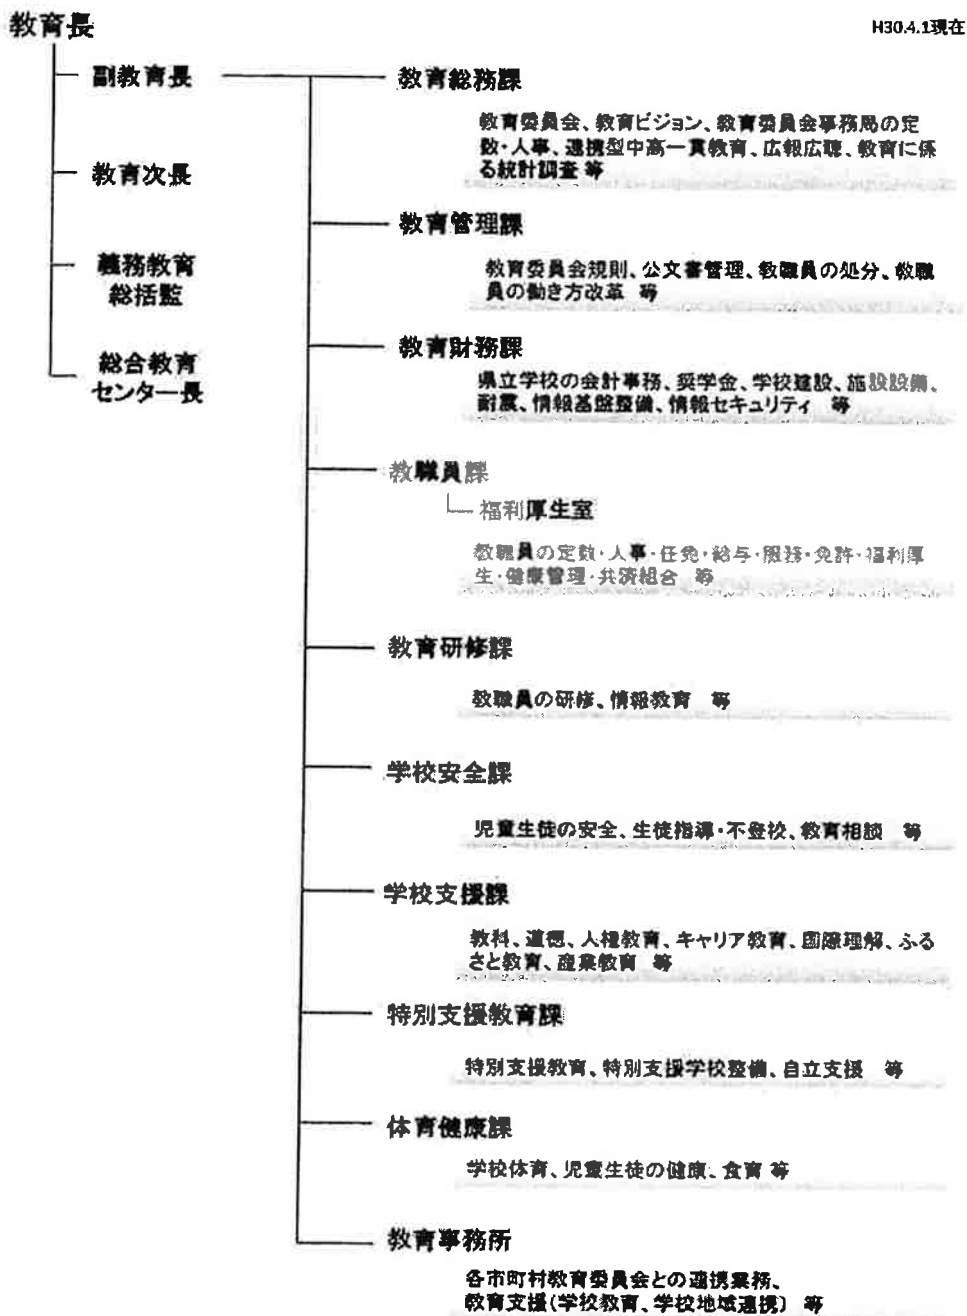 教育長
H30.4.1現在
副教育長
教育次長
義務教育
総括監
総合教育
センター長
教育総務課
教育委員会、教育ビジョン、教育委員会事務局の定
数・人事、連携型中高一貫教育、広報広聴、教育に係
る統計調査 等
教育管理課
教育委員会規則、公文書管理、教職員の処分、教職
員の働き方改革 等
教育財務課
県立学校の会計事務、奨学金、学校建設、施設設備、
耐震、情報基盤整備、情報セキュリティ 等
教職員課
福利厚生室
教職員の定数・人事・任免・給与・服務・免許・福利厚
生・健康管理・共済組合 等
教育研修課
教職員の研修、情報教育 等
学校安全課
児童生徒の安全、生徒指導・不登校、教育相談 等
学校支援課
教科、道徳、人権教育、キャリア教育、国際理解、ふる
さと教育、産業教育 等
特別支援教育課
特別支援教育、特別支援学校整備、自立支援 等
体育健康課
学校体育、児童生徒の健康、食育 等
教育事務所
各市町村教育委員会との連携業務、
教育支援(学校教育、学校地域連携) 等